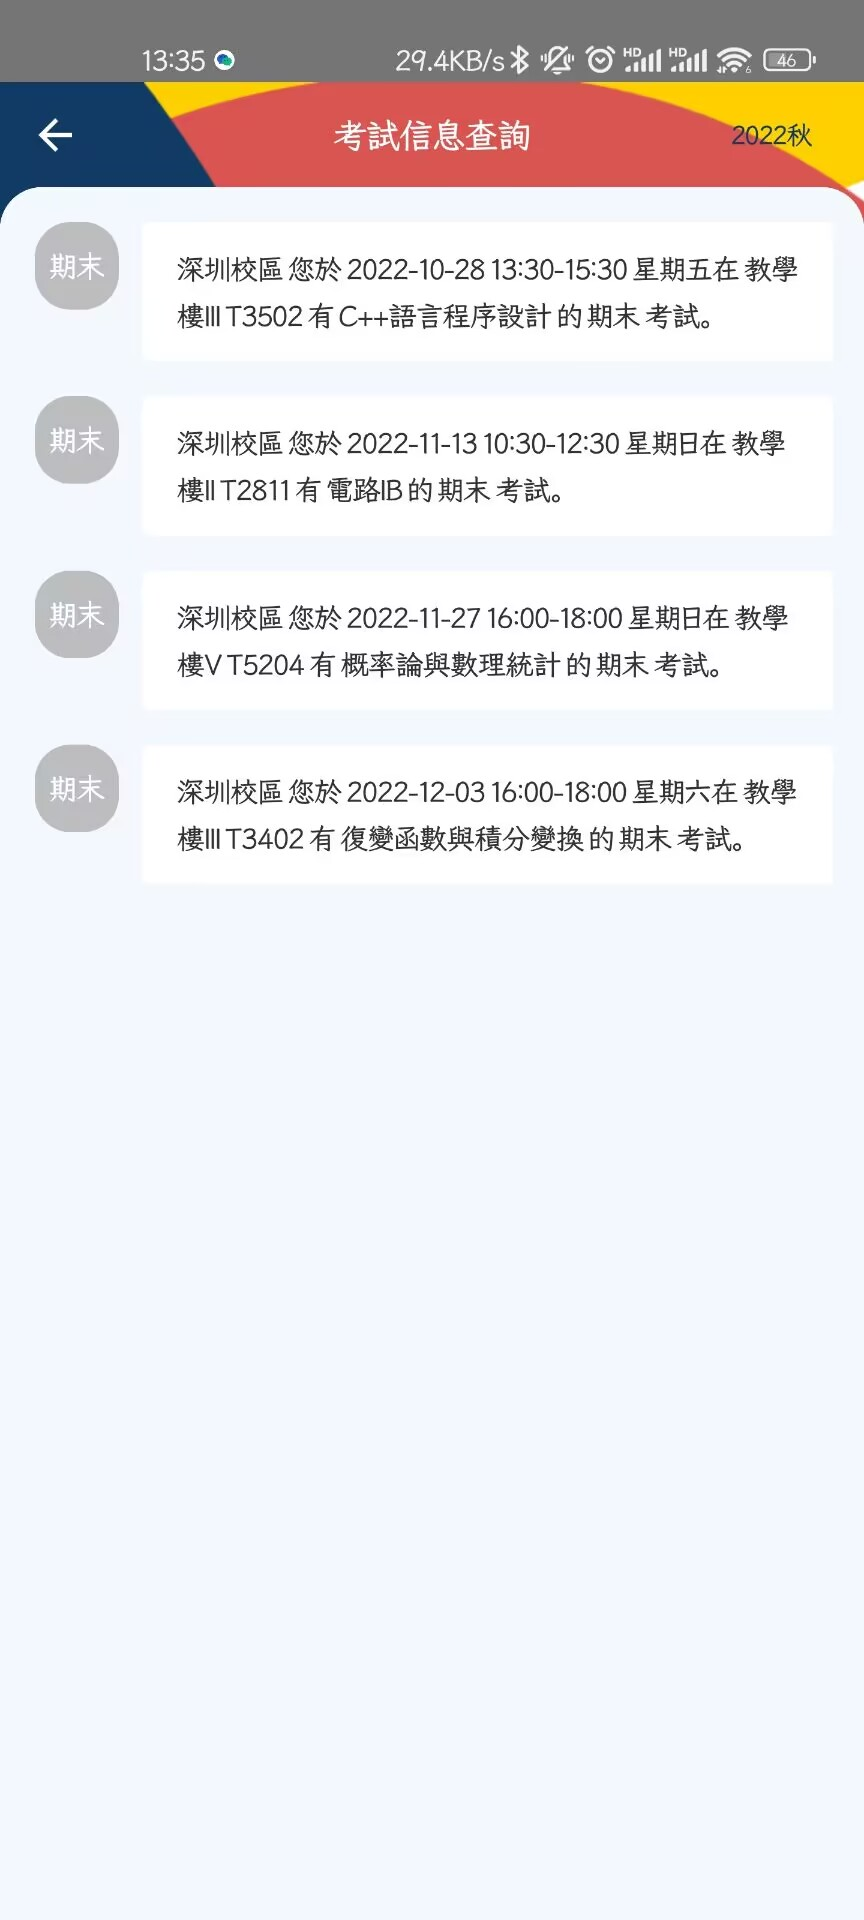 13:35 29.4KB/s HD HD 6 46
考試信息查詢 2022秋
期末
深圳校區 您於 2022-10-28 13:30-15:30 星期五在 教學
樓III T3502 有 C++語言程序設計 的 期末 考試。
期末
深圳校區 您於 2022-11-13 10:30-12:30 星期日在 教學
樓II T2811 有 電路IB 的 期末 考試。
期末
深圳校區 您於 2022-11-27 16:00-18:00 星期日在 教學
樓V T5204 有 概率論與數理統計 的 期末 考試。
期末
深圳校區 您於 2022-12-03 16:00-18:00 星期六在 教學
樓III T3402 有 復變函數與積分變換 的 期末 考試。